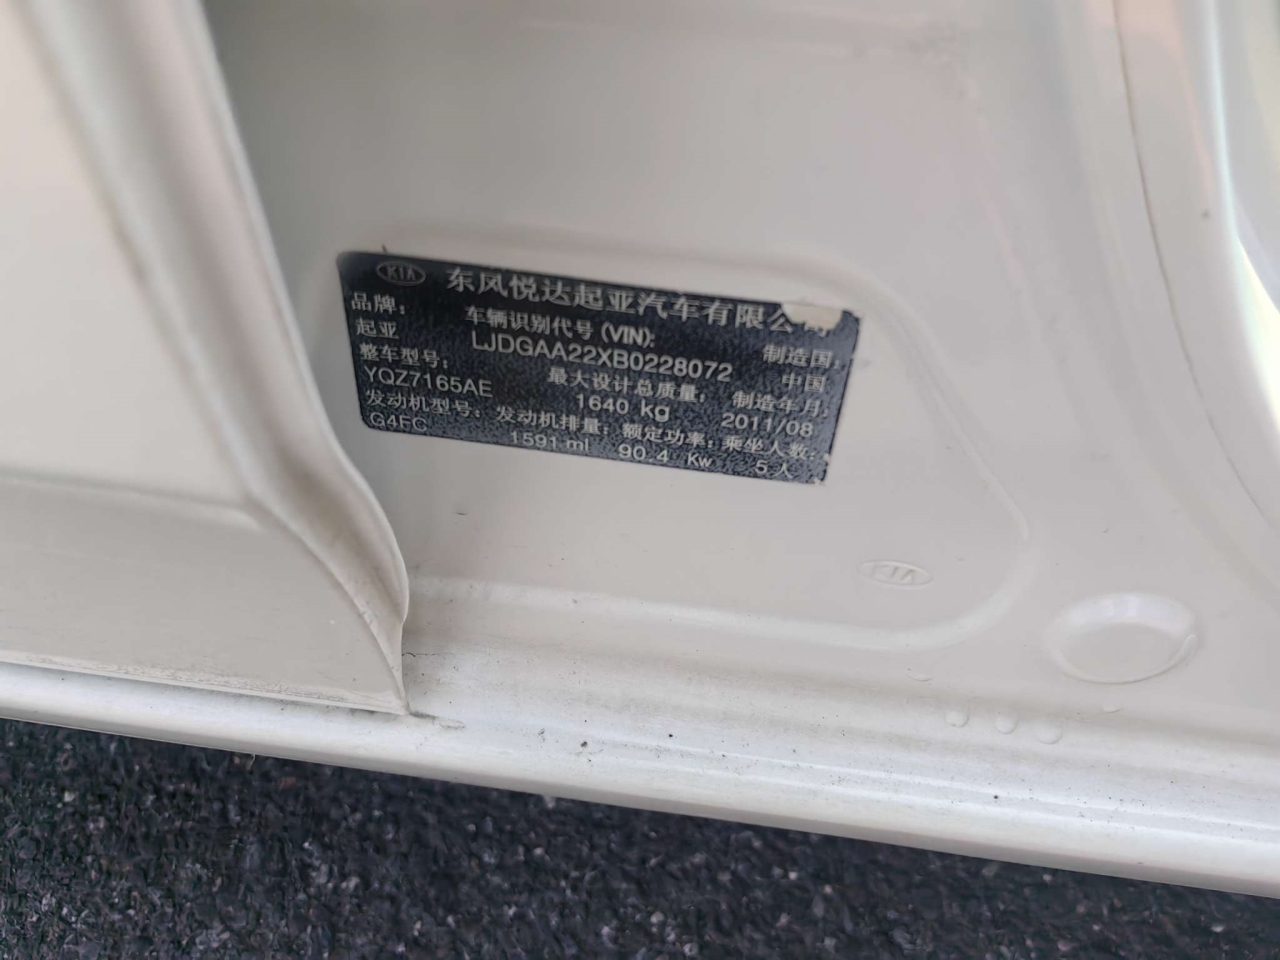 KIA 东风悦达起亚汽车有限公司
品牌： 车辆识别代号 (VIN):
起亚 LJDGAA22XB0228072 制造国：
整车型号： 最大设计总质量： 中国
YQZ7165AE 1640 kg 制造年月：
发动机型号： 发动机排量： 额定功率： 2011/08 乘坐人数：
G4FC 1591 ml 90.4 Kw 5 人
KIA